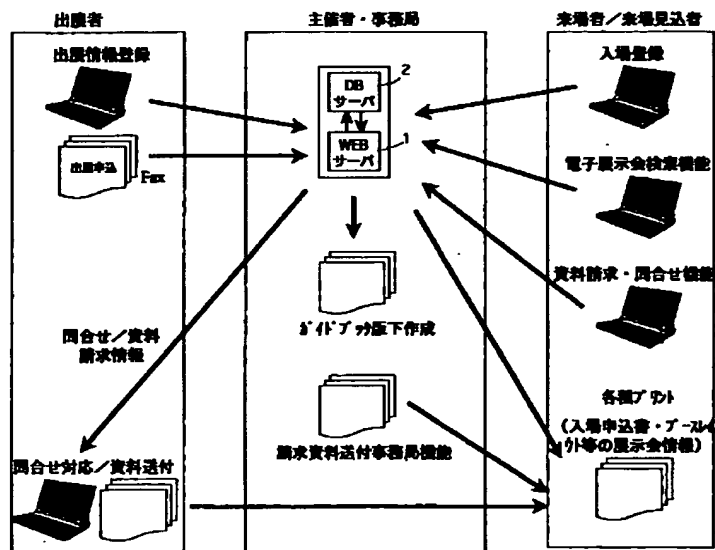 出展者
出展情報登録
出展申込
Fax
問合せ/資料
請求情報
問合せ対応/資料送付
主催者・事務局
2
DB
サーバ
1
WEB
サーバ
ガイドブック版下作成
請求資料送付事務局機能
来場者/来場見込者
入場登録
電子展示会検索機能
資料請求・問合せ機能
各種プリント
(入場申込書・ブースレイアウト等の展示会情報)